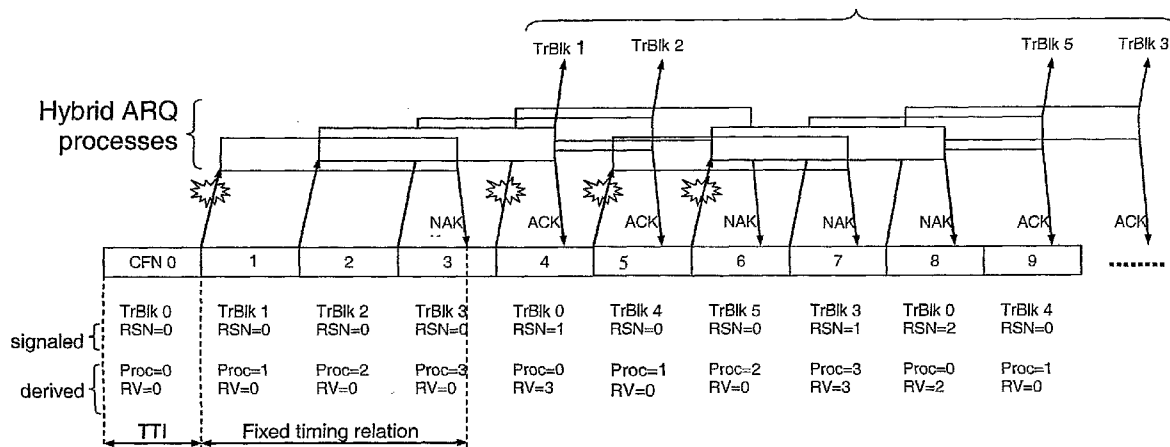 TrBlk 1 TrBlk 2 TrBlk 5 TrBlk 3
Hybrid ARQ
processes
NAK ACK ACK NAK NAK NAK ACK ACK
CFN 0 1 2 3 4 5 6 7 8 9 ........
TrBlk 0 TrBlk 1 TrBlk 2 TrBlk 3 TrBlk 0 TrBlk 4 TrBlk 5 TrBlk 3 TrBlk 0 TrBlk 4
signaled RSN=0 RSN=0 RSN=0 RSN=0 RSN=1 RSN=0 RSN=0 RSN=1 RSN=2 RSN=0
Proc=0 Proc=1 Proc=2 Proc=3 Proc=0 Proc=1 Proc=2 Proc=3 Proc=0 Proc=1
derived RV=0 RV=0 RV=0 RV=0 RV=3 RV=0 RV=0 RV=3 RV=2 RV=0
TTI Fixed timing relation